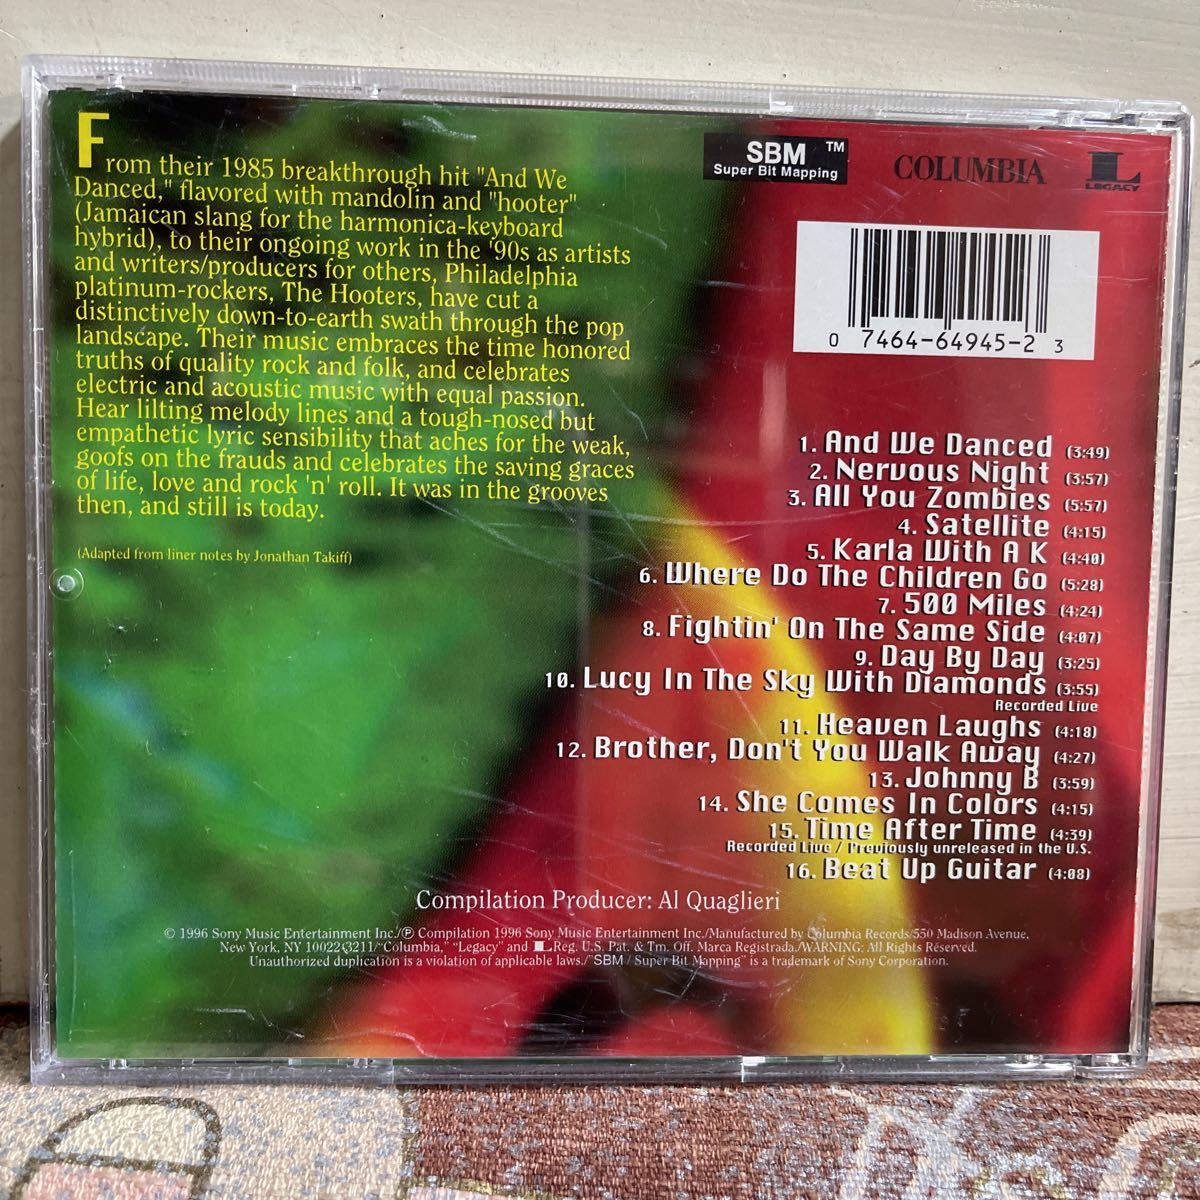 From their 1985 breakthrough hit "And We
Danced," flavored with mandolin and "hooter"
(Jamaican slang for the harmonica-keyboard
hybrid), to their ongoing work in the '90s as artists
and writers/producers for others, Philadelphia
platinum-rockers, The Hooters, have cut a
distinctively down-to-earth swath through the pop
landscape. Their music embraces the time honored
truths of quality rock and folk, and celebrates
electric and acoustic music with equal passion.
Hear lilting melody lines and a tough-nosed but
empathetic lyric sensibility that aches for the weak,
goofs on the frauds and celebrates the saving graces
of life, love and rock 'n' roll. It was in the grooves
then, and still is today.
(Adapted from liner notes by Jonathan Takiff)
SBM TM
Super Bit Mapping
COLUMBIA
L
LEGACY
0 7464-64945-2 3
1. And We Danced (3:49)
2. Nervous Night (3:57)
3. All You Zombies (5:57)
4. Satellite (4:15)
5. Karla With A K (4:40)
6. Where Do The Children Go (5:28)
7. 500 Miles (4:24)
8. Fightin' On The Same Side (4:07)
9. Day By Day (3:25)
10. Lucy In The Sky With Diamonds (3:55)
Recorded Live
11. Heaven Laughs (4:18)
12. Brother, Don't You Walk Away (4:27)
13. Johnny B (3:59)
14. She Comes In Colors (4:15)
15. Time After Time (4:39)
Recorded Live / Previously unreleased in the U.S.
16. Beat Up Guitar (4:08)
Compilation Producer: Al Quaglieri
© 1996 Sony Music Entertainment Inc./℗ Compilation 1996 Sony Music Entertainment Inc./Manufactured by Columbia Records/550 Madison Avenue,
New York, NY 10022-3211/"Columbia," "Legacy" and L Reg. U.S. Pat. & Tm. Off. Marca Registrada./WARNING: All Rights Reserved.
Unauthorized duplication is a violation of applicable laws./"SBM / Super Bit Mapping" is a trademark of Sony Corporation.